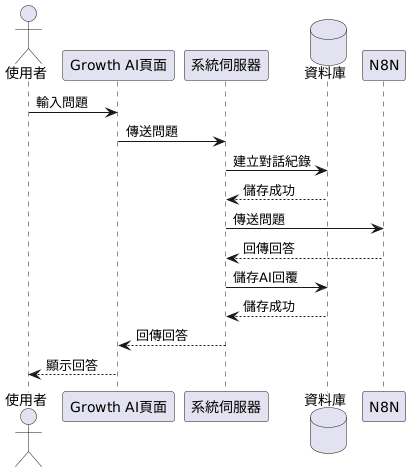 使用者
Growth AI頁面
系統伺服器
資料庫
N8N
輸入問題
傳送問題
建立對話紀錄
儲存成功
傳送問題
回傳回答
儲存AI回覆
儲存成功
回傳回答
顯示回答
使用者
Growth AI頁面
系統伺服器
資料庫
N8N